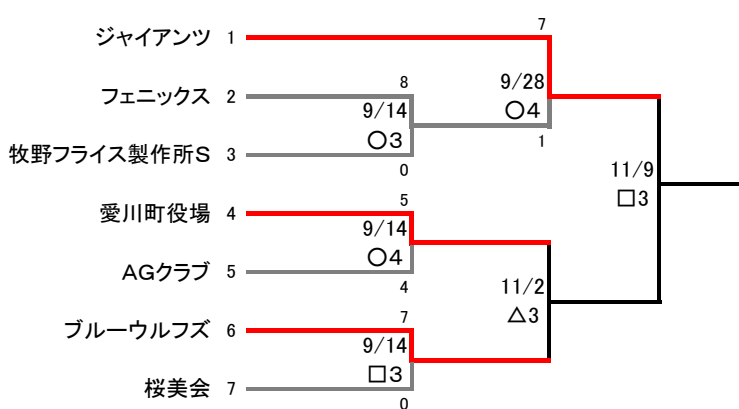 7
ジャイアンツ 1
8
9/28
フェニックス 2
9/14
○4
○3
1
牧野フライス製作所S 3
0
11/9
□3
5
愛川町役場 4
9/14
○4
AGクラブ 5
4
11/2
△3
7
ブルーウルフズ 6
9/14
□3
桜美会 7
0